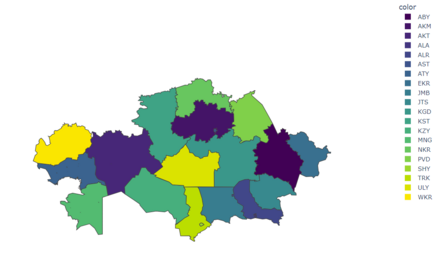 color
ABY
AKM
AKT
ALA
ALR
AST
ATY
EKR
JMB
JTS
KGD
KST
KZY
MNG
NKR
PVD
SHY
TRK
ULY
WKR